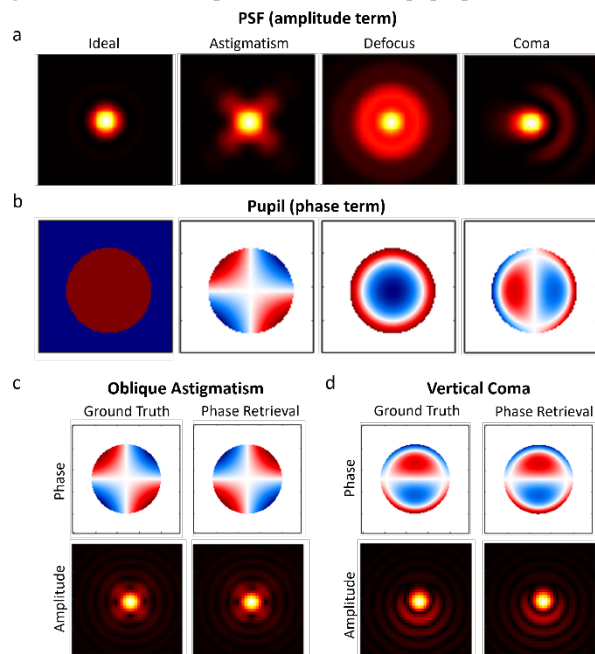 PSF (amplitude term)
a
Ideal Astigmatism Defocus Coma
b
Pupil (phase term)
c Oblique Astigmatism d Vertical Coma
Ground Truth Phase Retrieval Ground Truth Phase Retrieval
Phase Phase
Amplitude Amplitude